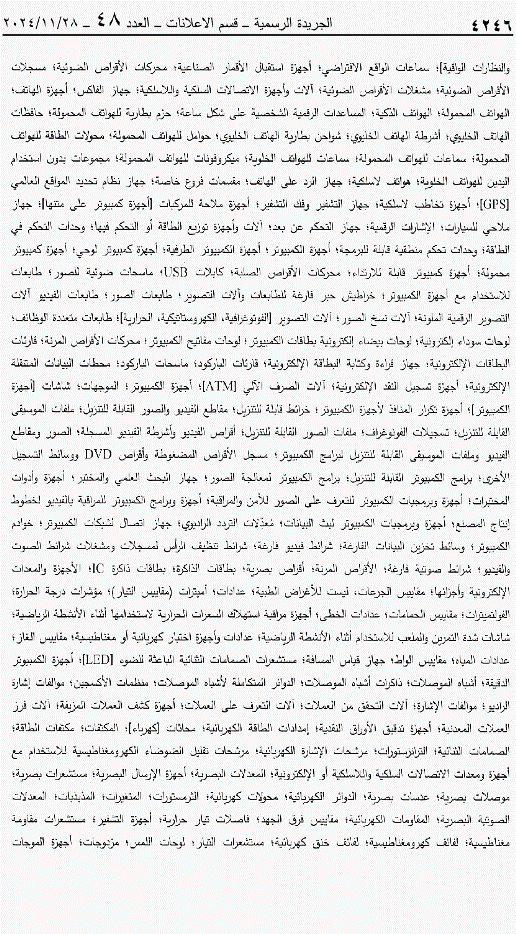 ٤٢٤٦ الجريدة الرسمية – قسم الاعلانات – العدد ٤٨ – ٢٠٢٤/١١/٢٨
والنظارات الواقية]؛ سماعات الواقع الافتراضي؛ أجهزة استقبال الأقمار الصناعية؛ محركات الأقراص الضوئية؛ مسجلات
الأقراص الضوئية؛ مشغلات الأقراص الضوئية؛ آلات وأجهزة الاتصالات السلكية واللاسلكية؛ جهاز الفاكس؛ أجهزة الهاتف؛
الهواتف المحمولة؛ الهواتف الذكية؛ المساعدات الرقمية الشخصية على شكل ساعة؛ حزم بطارية للهواتف المحمولة؛ حافظات
الهاتف الخليوي؛ أشرطة الهاتف الخليوي؛ شواحن بطارية الهاتف الخليوي؛ حوامل للهواتف المحمولة؛ محولات الطاقة للهواتف
المحمولة؛ سماعات للهواتف المحمولة؛ سماعات للهواتف الخلوية؛ ميكروفونات للهواتف المحمولة؛ مجموعات بدون استخدام
اليدين للهواتف الخلوية؛ هواتف لاسلكية؛ جهاز الرد على الهاتف؛ مقسمات فروع خاصة؛ جهاز نظام تحديد المواقع العالمي
[GPS]؛ أجهزة تخاطب لاسلكية؛ جهاز التشفير وفك التشفير؛ أجهزة ملاحة للمركبات [أجهزة كمبيوتر على متنها]؛ جهاز
ملاحي للسيارات؛ الإشارات الرقمية؛ جهاز التحكم عن بعد؛ آلات وأجهزة توزيع الطاقة أو التحكم فيها؛ وحدات التحكم في
الطاقة؛ وحدات تحكم منطقية قابلة للبرمجة؛ أجهزة الكمبيوتر؛ أجهزة الكمبيوتر الطرفية؛ أجهزة كمبيوتر لوحي؛ أجهزة كمبيوتر
محمولة؛ أجهزة كمبيوتر قابلة للارتداء؛ محركات الأقراص الصلبة؛ كابلات USB؛ ماسحات ضوئية للصور؛ طابعات
للاستخدام مع أجهزة الكمبيوتر؛ خراطيش حبر فارغة للطابعات وآلات التصوير؛ طابعات الصور؛ طابعات الفيديو آلات
التصوير الرقمية الملونة؛ آلات نسخ الصور؛ آلات التصوير [الفوتوغرافية، الكهروستاتيكية، الحرارية]؛ طابعات متعددة الوظائف؛
لوحات سوداء إلكترونية؛ لوحات بيضاء إلكترونية بطاقات الكمبيوتر؛ لوحات مفاتيح الكمبيوتر؛ محركات الأقراص المرنة؛ قارئات
البطاقات الإلكترونية؛ جهاز قراءة وكتابة البطاقة الإلكترونية؛ قارئات الباركود؛ ماسحات الباركود؛ محطات البيانات المتنقلة
الإلكترونية؛ أجهزة تسجيل النقد الإلكترونية؛ آلات الصرف الآلي [ATM]؛ أجهزة الكمبيوتر؛ الموجهات؛ شاشات [أجهزة
الكمبيوتر]؛ أجهزة تكرار المنافذ لأجهزة الكمبيوتر؛ خرائط قابلة للتنزيل؛ مقاطع الفيديو والصور القابلة للتنزيل؛ ملفات الموسيقى
القابلة للتنزيل؛ تسجيلات الفونوغراف؛ ملفات الصور القابلة للتنزيل؛ أقراص الفيديو وأشرطة الفيديو المسجلة؛ الصور ومقاطع
الفيديو وملفات الموسيقى القابلة للتنزيل لبرامج الكمبيوتر؛ مسجل الأقراص المضغوطة وأقراص DVD ووسائط التسجيل
الأخرى؛ برامج الكمبيوتر القابلة للتنزيل؛ برامج الكمبيوتر لمعالجة الصور؛ جهاز البحث العلمي والمختبر؛ أجهزة وأدوات
المختبرات؛ أجهزة وبرمجيات الكمبيوتر للتعرف على الصور للأمن والمراقبة؛ أجهزة وبرامج الكمبيوتر للمراقبة بالفيديو لخطوط
إنتاج المصنع؛ أجهزة وبرمجيات الكمبيوتر لبث البيانات؛ مُعدّلات التردد الراديوي؛ جهاز اتصال لشبكات الكمبيوتر؛ خوادم
الكمبيوتر؛ وسائط تخزين البيانات الفارغة؛ شرائط فيديو فارغة؛ شرائط تنظيف الرأس لمسجلات ومشغلات شرائط الصوت
والفيديو؛ شرائط صوتية فارغة؛ الأقراص المرنة؛ أقراص بصرية؛ بطاقات الذاكرة؛ بطاقات ذاكرة IC؛ الأجهزة والمعدات
الإلكترونية وأجزائها؛ مقاييس الجرعات، ليست للأغراض الطبية؛ عدادات؛ أميترات (مقاييس التيار)؛ مؤشرات درجة الحرارة؛
الفولتميترات؛ مقاييس الحمامات؛ عدادات الخطى؛ أجهزة مراقبة استهلاك السعرات الحرارية لاستخدامها أثناء الأنشطة الرياضية؛
شاشات شدة التمرين والملعب للاستخدام أثناء الأنشطة الرياضية؛ عدادات وأجهزة اختبار كهربائية أو مغناطيسية؛ مقاييس الغاز؛
عدادات المياه؛ مقاييس الواط؛ جهاز قياس المسافة؛ مستشعرات الصمامات الثنائية الباعثة للضوء [LED]؛ أجهزة الكمبيوتر
الدقيقة؛ أشباه الموصلات؛ ذاكرات أشباه الموصلات؛ الدوائر المتكاملة لأشباه الموصلات؛ منظمات الأكسجين؛ موالفات إشارة
الراديو؛ موالفات الإشارة؛ آلات التحقق من العملات؛ آلات التعرف على العملات؛ أجهزة كشف العملات المزيفة؛ آلات فرز
العملات المعدنية؛ أجهزة تدقيق الأوراق النقدية؛ إمدادات الطاقة الكهربائية؛ محاثات [كهرباء]؛ المكثفات؛ مكثفات الطاقة؛
الصمامات الثنائية؛ الترانزستورات؛ مرشحات الإشارة الكهربائية؛ مرشحات تقليل الضوضاء الكهرومغناطيسية للاستخدام مع
أجهزة ومعدات الاتصالات السلكية واللاسلكية أو الإلكترونية؛ المعدلات البصرية؛ أجهزة الإرسال البصرية؛ مستشعرات بصرية؛
موصلات بصرية؛ عدسات بصرية؛ الدوائر الكهربائية؛ محولات كهربائية؛ الثرمستورات؛ المتغيرات؛ المذبذبات؛ المعدلات
الصوتية البصرية؛ المقاومات الكهربائية؛ مقاييس فرق الجهد؛ فاصلات تيار حرارية؛ أجهزة التشفير؛ مستشعرات مقاومة
مغناطيسية؛ لفائف كهرومغناطيسية؛ لفائف خنق كهربائية؛ مستشعرات التيار؛ لوحات اللمس؛ مزدوجات؛ أجهزة الموجات